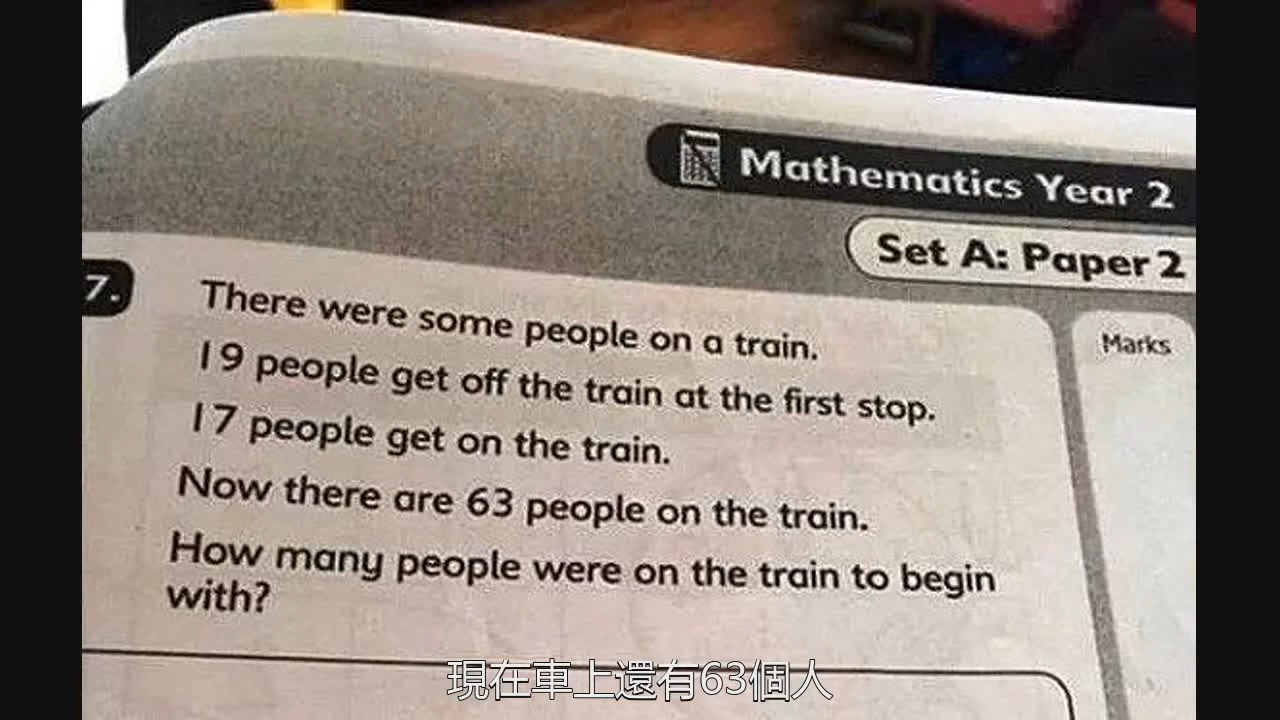 Mathematics Year 2
Set A: Paper 2
7.
There were some people on a train.
19 people get off the train at the first stop.
17 people get on the train.
Now there are 63 people on the train.
How many people were on the train to beg
with?
Marks
現在車上還有63個人